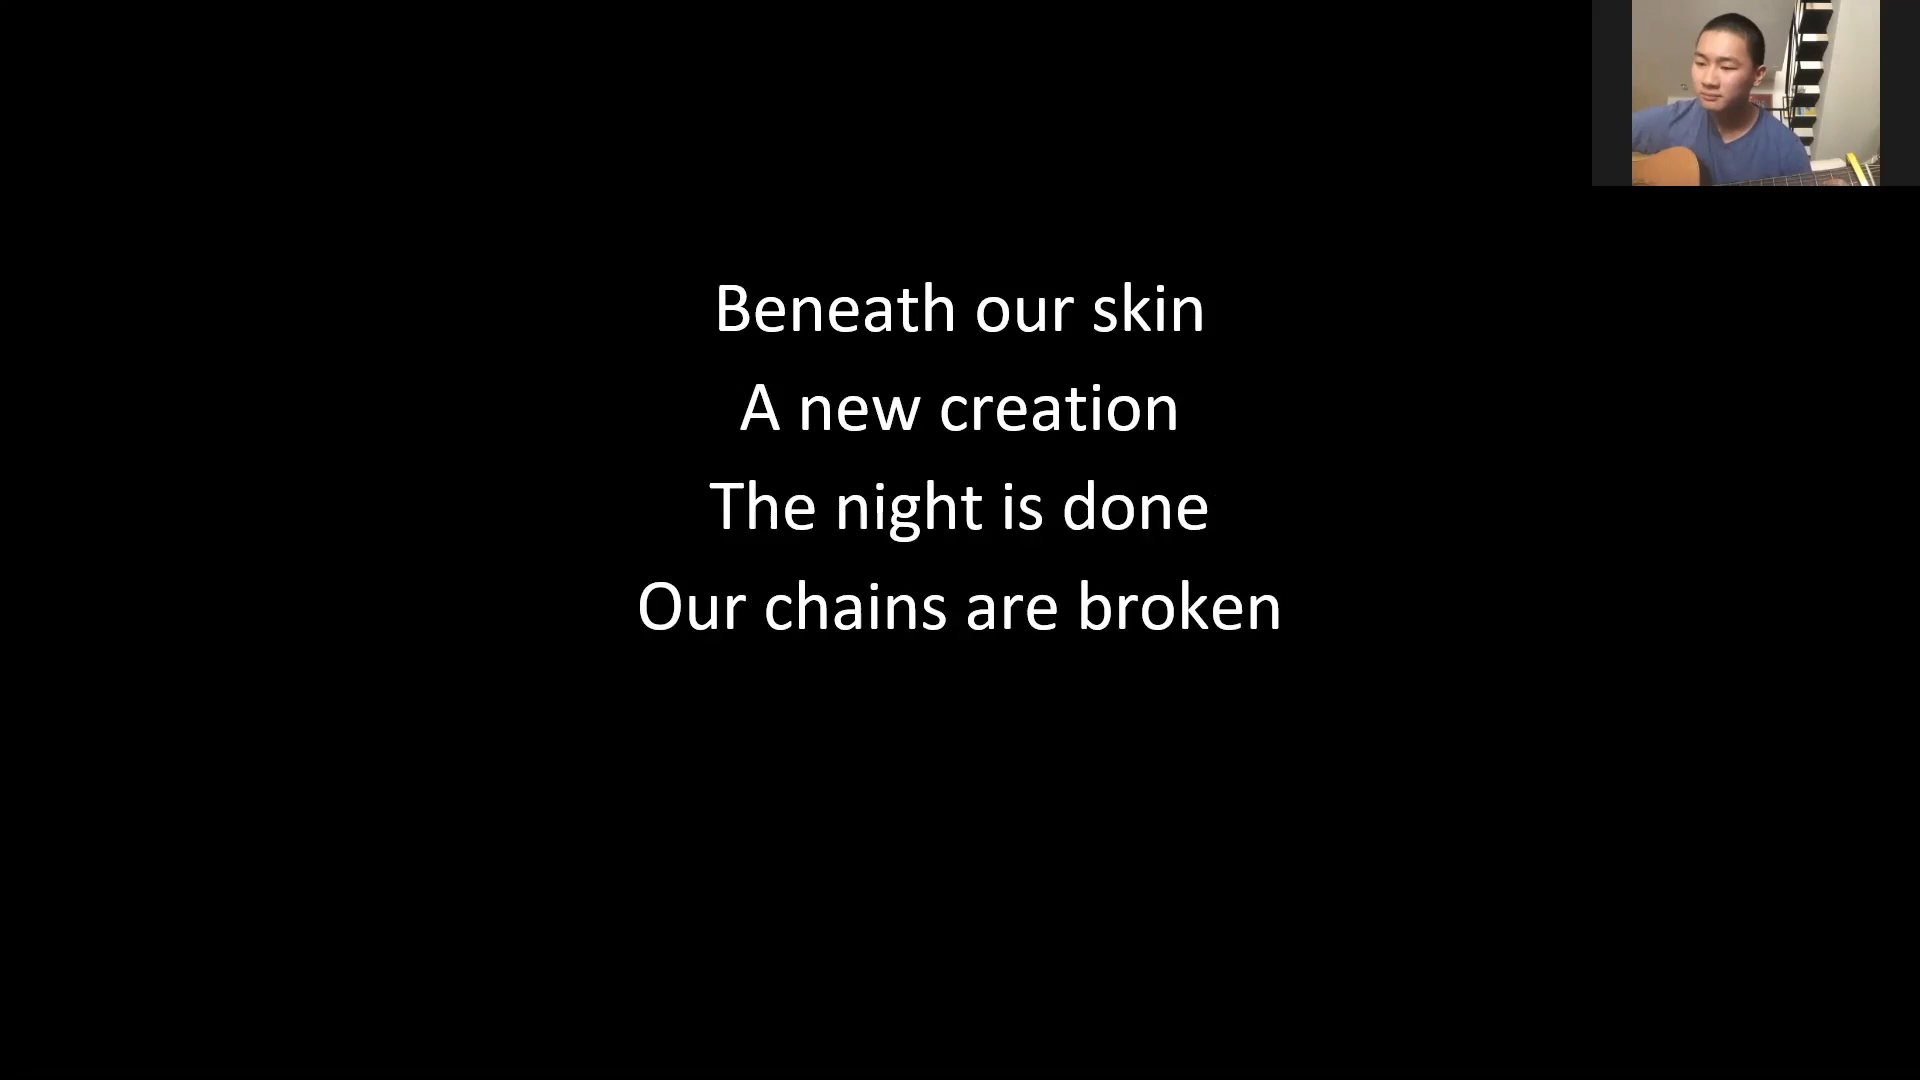 Beneath our skin
A new creation
The night is done
Our chains are broken